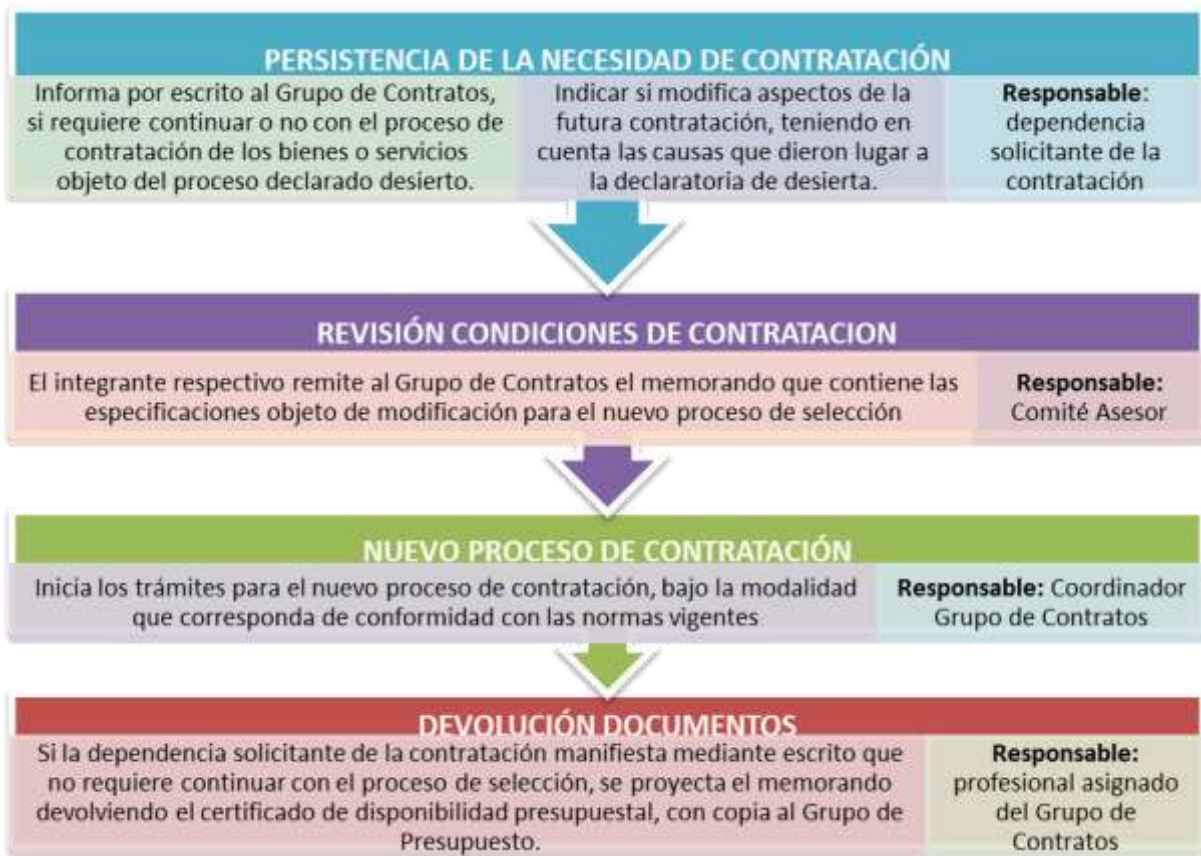 PERSISTENCIA DE LA NECESIDAD DE CONTRATACIÓN
Informa por escrito al Grupo de Contratos,
si requiere continuar o no con el proceso de
contratación de los bienes o servicios
objeto del proceso declarado desierto.
Indicar si modifica aspectos de la
futura contratación, teniendo en
cuenta las causas que dieron lugar a
la declaratoria de desierta.
Responsable:
dependencia
solicitante de la
contratación
REVISIÓN CONDICIONES DE CONTRATACION
El integrante respectivo remite al Grupo de Contratos el memorando que contiene las
especificaciones objeto de modificación para el nuevo proceso de selección
Responsable:
Comité Asesor
NUEVO PROCESO DE CONTRATACIÓN
Inicia los trámites para el nuevo proceso de contratación, bajo la modalidad
que corresponda de conformidad con las normas vigentes
Responsable: Coordinador
Grupo de Contratos
DEVOLUCIÓN DOCUMENTOS
Si la dependencia solicitante de la contratación manifiesta mediante escrito que
no requiere continuar con el proceso de selección, se proyecta el memorando
devolviendo el certificado de disponibilidad presupuestal, con copia al Grupo de
Presupuesto.
Responsable:
profesional asignado
del Grupo de
Contratos